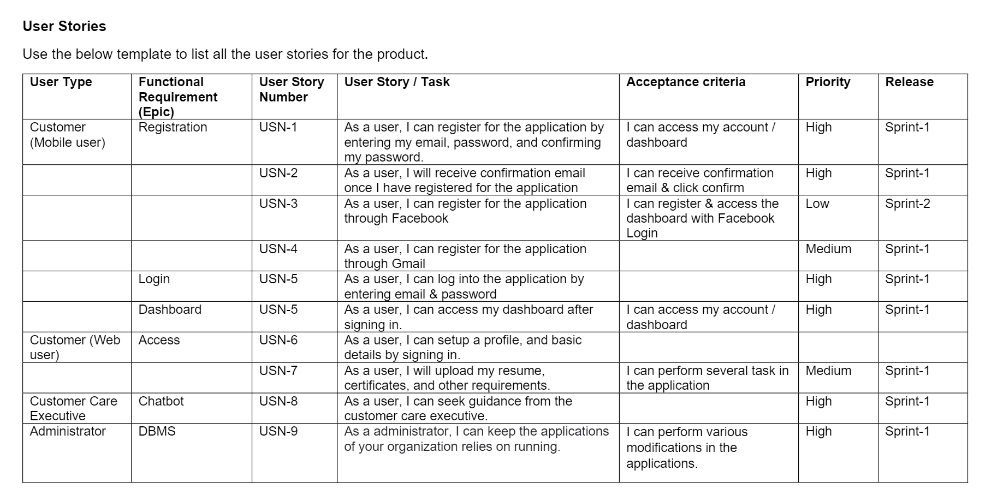 User Stories
Use the below template to list all the user stories for the product.
User Type Functional Requirement (Epic) User Story Number User Story / Task Acceptance criteria Priority Release
Customer (Mobile user) Registration USN-1 As a user, I can register for the application by entering my email, password, and confirming my password. I can access my account / dashboard High Sprint-1
USN-2 As a user, I will receive confirmation email once I have registered for the application I can receive confirmation email & click confirm High Sprint-1
USN-3 As a user, I can register for the application through Facebook I can register & access the dashboard with Facebook Login Low Sprint-2
USN-4 As a user, I can register for the application through Gmail Medium Sprint-1
Login USN-5 As a user, I can log into the application by entering email & password High Sprint-1
Dashboard USN-5 As a user, I can access my dashboard after signing in. I can access my account / dashboard High Sprint-1
Customer (Web user) Access USN-6 As a user, I can setup a profile, and basic details by signing in.
USN-7 As a user, I will upload my resume, certificates, and other requirements. I can perform several task in the application Medium Sprint-1
Customer Care Executive Chatbot USN-8 As a user, I can seek guidance from the customer care executive. High Sprint-1
Administrator DBMS USN-9 As a administrator, I can keep the applications of your organization relies on running. I can perform various modifications in the applications. High Sprint-1